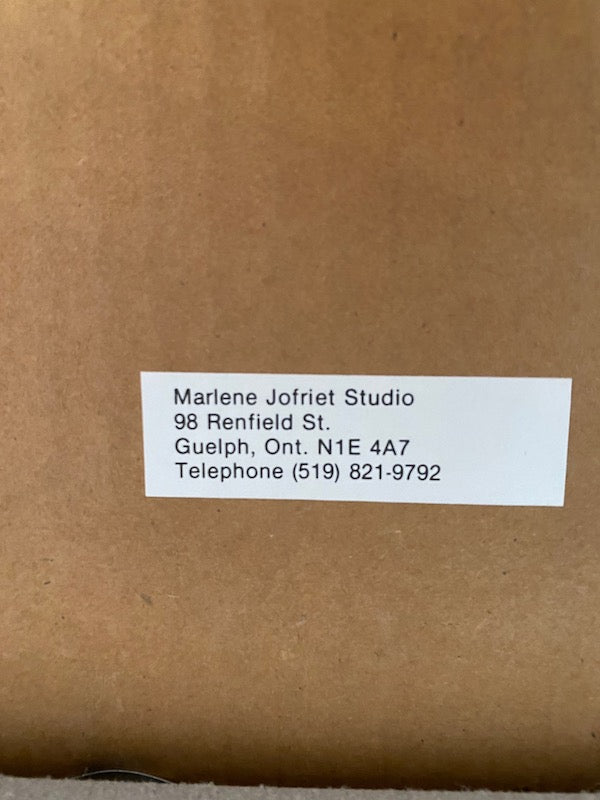 Marlene Jofriet Studio
98 Renfield St.
Guelph, Ont. N1E 4A7
Telephone (519) 821-9792